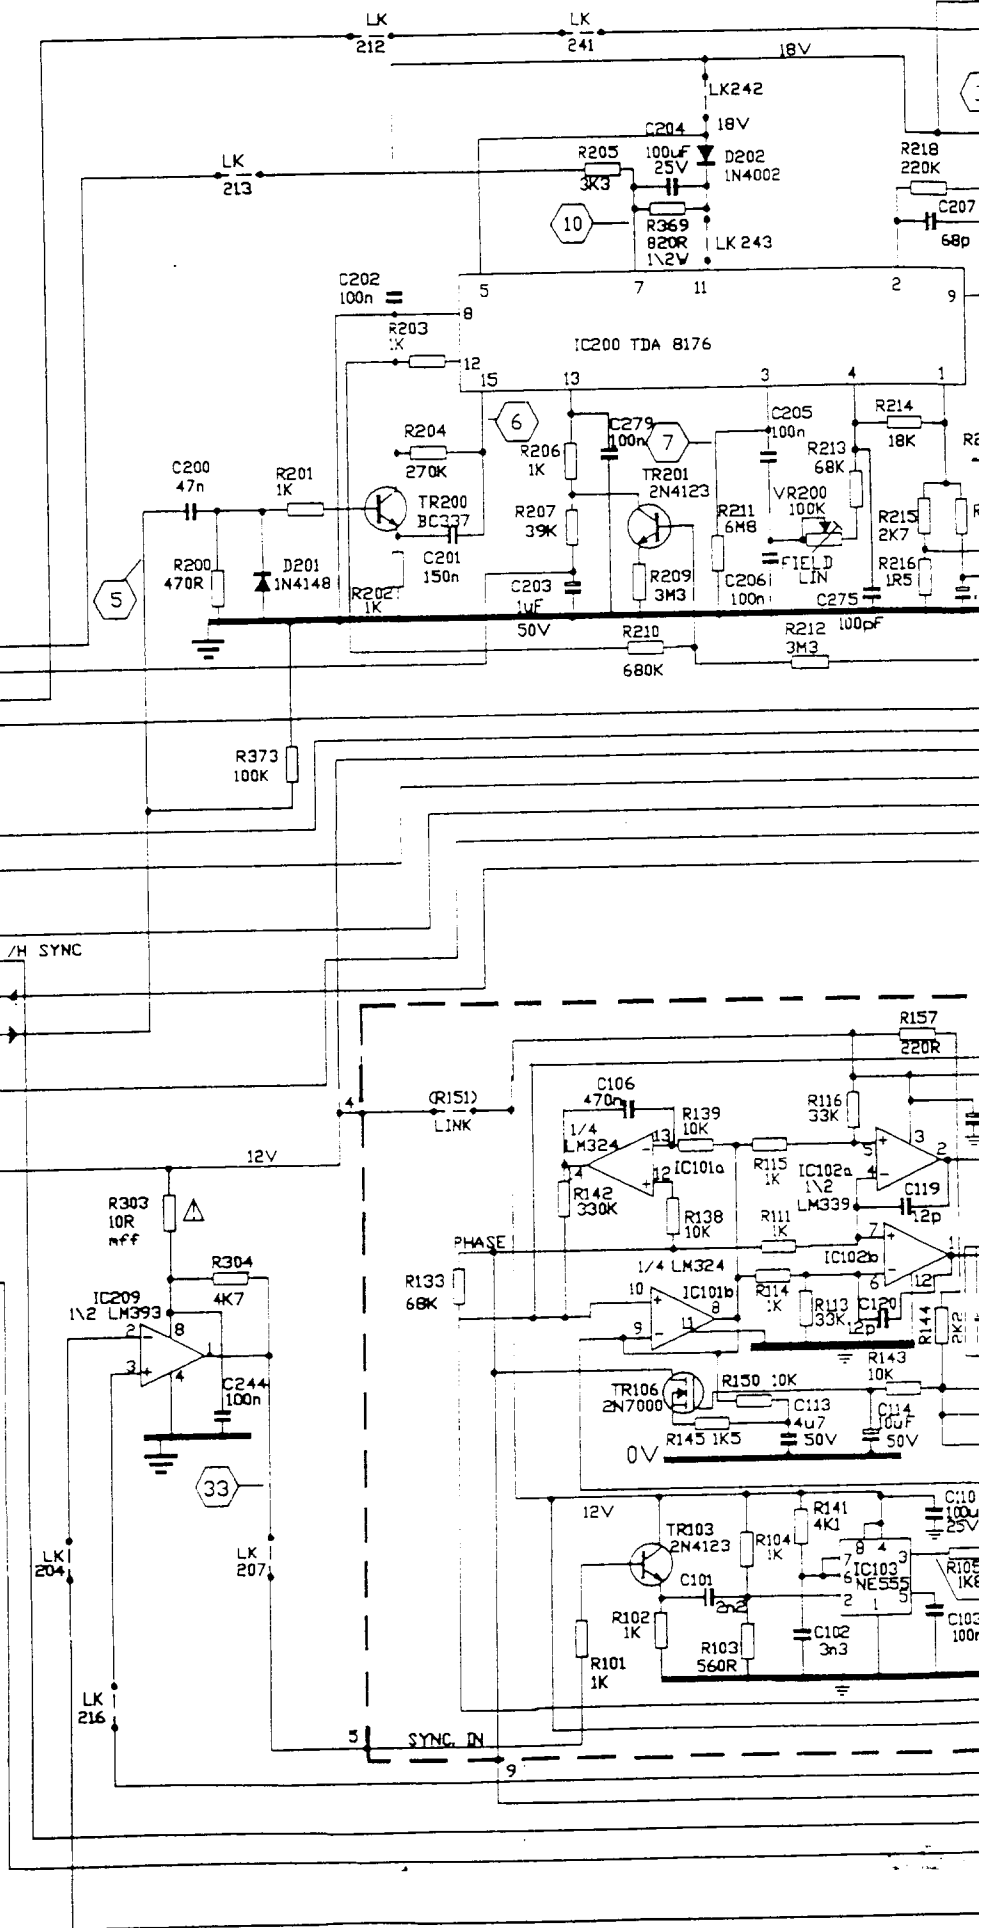 LK
212
LK
241
18V
LK242
18V
C204
100uF
25V
D202
1N4002
R218
220K
LK
213
R205
3K3
C207
68p
10
R369
820R
1\2W
LK243
C202
100n
5
7
11
2
9
8
R203
1K
12
IC200 TDA 8176
15
13
3
4
1
6
R204
270K
C279
100n
7
R206
1K
C205
100n
R214
18K
R213
68K
C200
47n
R201
1K
TR201
2N4123
TR200
BC337
VR200
100K
R207
39K
R211
6M8
R215
2K7
C201
150n
FIELD
LIN
R200
470R
D201
1N4148
R216
1R5
5
R202
1K
C203
1uF
50V
R209
3M3
C206
100n
C275
100pF
R210
680K
R212
3M3
R373
100K
/H SYNC
R157
220R
4
(R151)
LINK
C106
470n
R139
10K
R116
33K
1/4
LM324
13
14
12
IC101a
R115
1K
IC102a
1\2
LM339
5
4
3
2
12V
R303
10R
mff
R142
330K
R138
10K
C119
12p
R111
1K
PHASE
1/4 LM324
IC102b
7
6
1
12
R133
68K
IC101b
10
9
8
11
R114
1K
R113
33K
C120
12p
R144
2K2
R304
4K7
IC209
1\2 LM393
2
3
8
1
4
C244
100n
R143
10K
TR106
2N7000
R150 10K
C113
4u7
50V
C114
10uF
50V
R145 1K5
0V
33
12V
C110
100u
25V
R141
4K1
TR103
2N4123
R104
1K
8
4
7
6
2
IC103
NE555
3
5
1
R105
1K8
LK
204
LK
207
C101
2n2
R102
1K
R103
560R
C102
3n3
C103
100n
R101
1K
LK
216
5
SYNC. IN
9